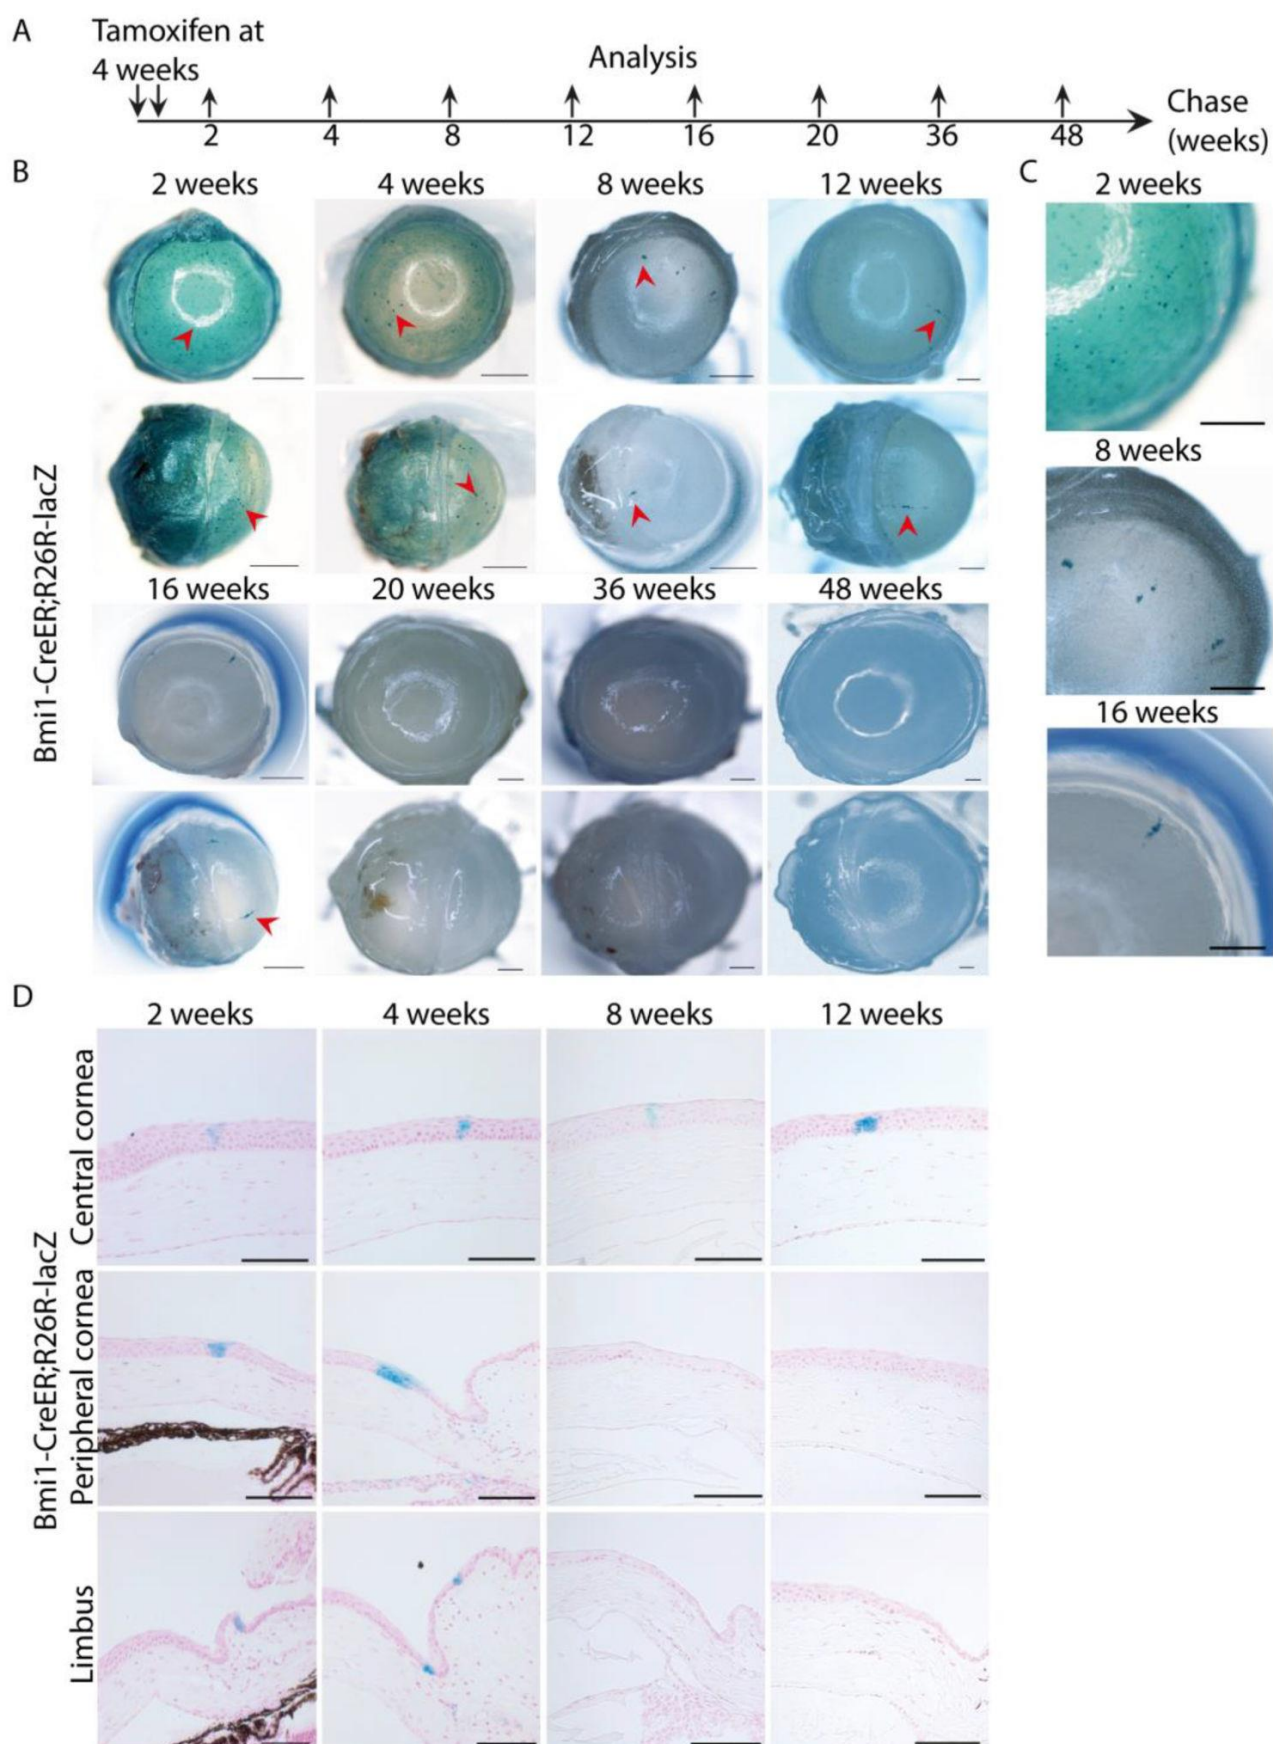 A
Tamoxifen at
4 weeks
Analysis
2 4 8 12 16 20 36 48
Chase
(weeks)
B
2 weeks 4 weeks 8 weeks 12 weeks
16 weeks 20 weeks 36 weeks 48 weeks
Bmi1-CreER;R26R-lacZ
C
2 weeks
8 weeks
16 weeks
D
2 weeks 4 weeks 8 weeks 12 weeks
Bmi1-CreER;R26R-lacZ
Central cornea
Peripheral cornea
Limbus